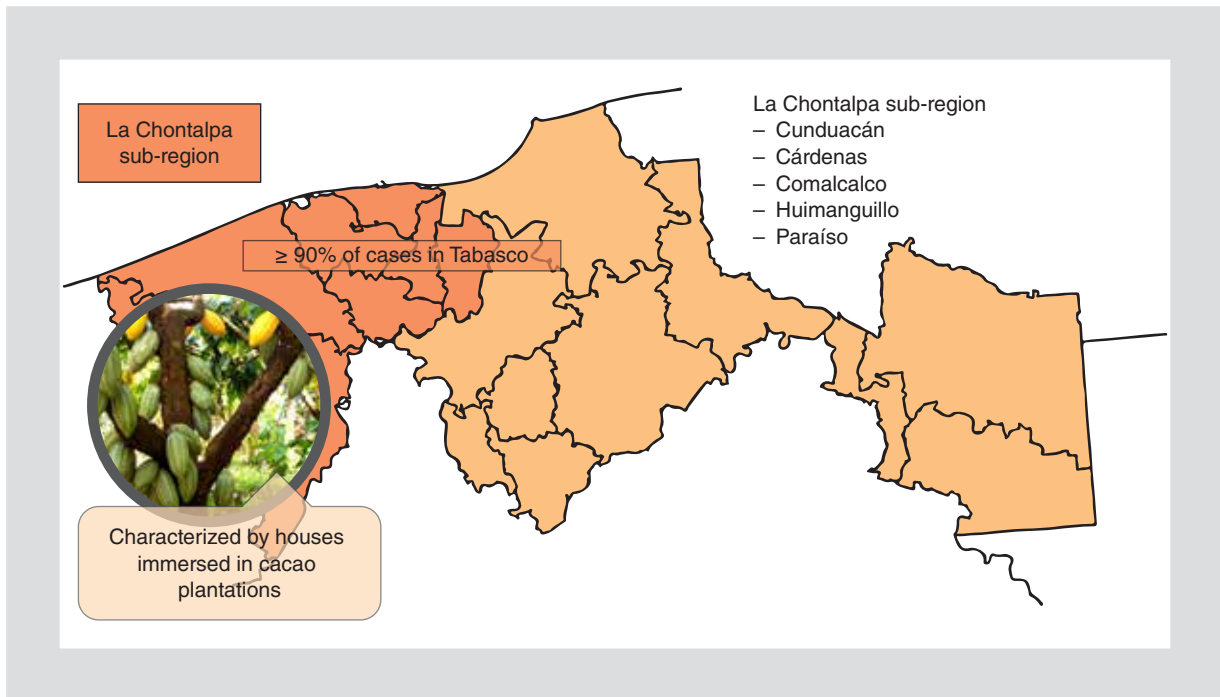 La Chontalpa
sub-region
La Chontalpa sub-region
– Cunduacán
– Cárdenas
– Comalcalco
– Huimanguillo
– Paraíso
≥ 90% of cases in Tabasco
Characterized by houses
immersed in cacao
plantations